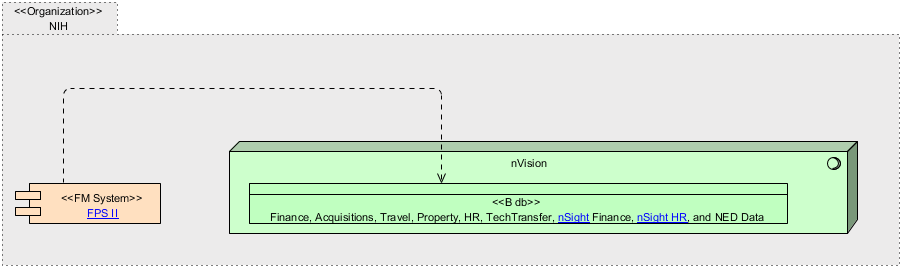 <<Organization>>
NIH
nVision
<<FM System>>
FPS II
<<B db>>
Finance, Acquisitions, Travel, Property, HR, TechTransfer, nSight Finance, nSight HR, and NED Data